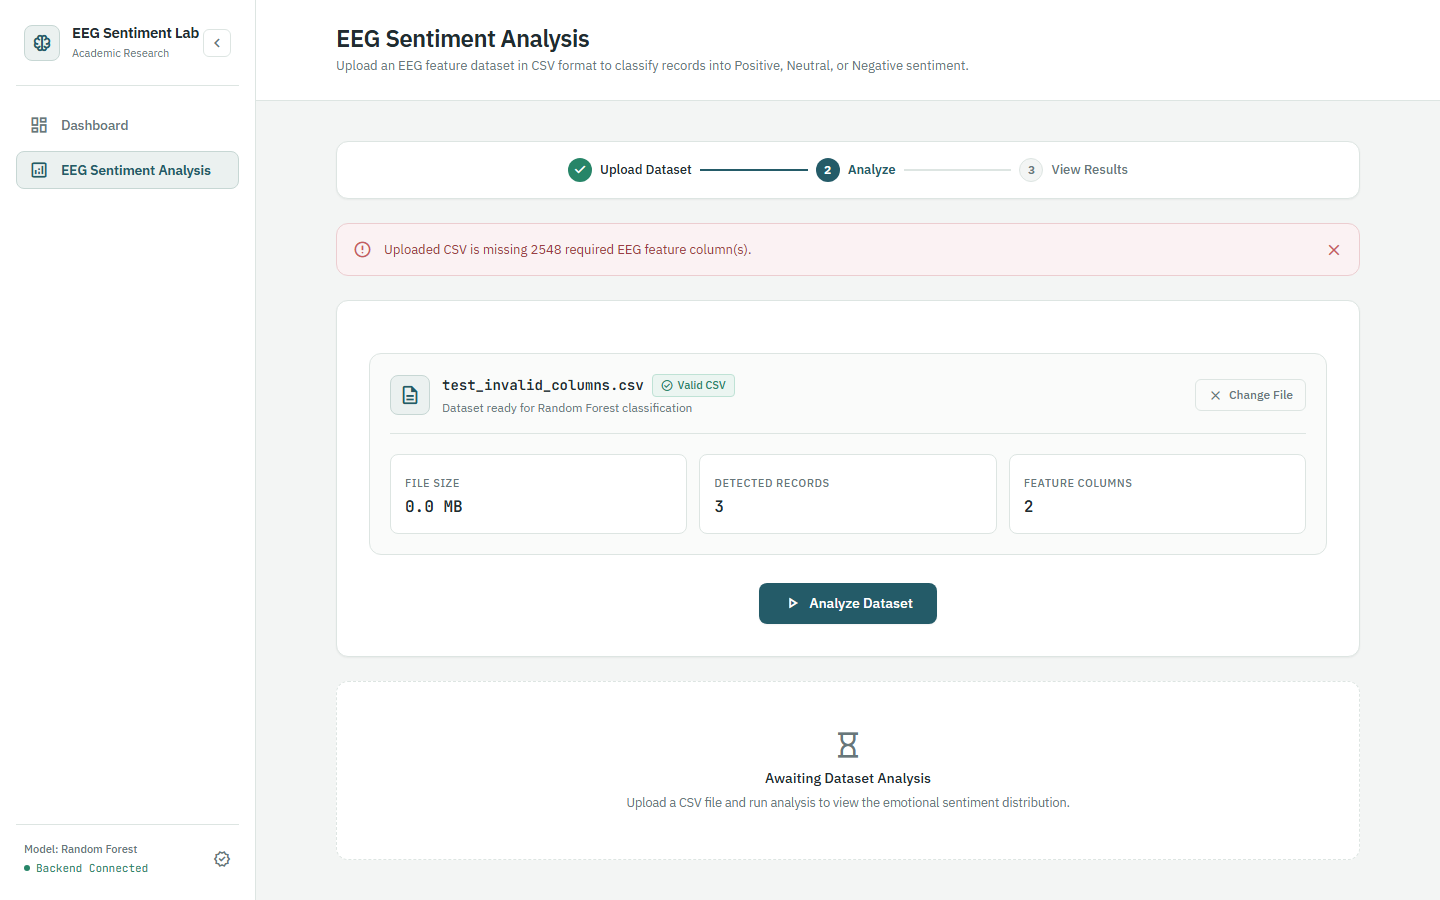 EEG Sentiment Lab
Academic Research
Dashboard
EEG Sentiment Analysis
Model: Random Forest
Backend Connected
EEG Sentiment Analysis
Upload an EEG feature dataset in CSV format to classify records into Positive, Neutral, or Negative sentiment.
Upload Dataset
2 Analyze
3 View Results
Uploaded CSV is missing 2548 required EEG feature column(s).
test_invalid_columns.csv Valid CSV
Dataset ready for Random Forest classification
Change File
FILE SIZE
0.0 MB
DETECTED RECORDS
3
FEATURE COLUMNS
2
Analyze Dataset
Awaiting Dataset Analysis
Upload a CSV file and run analysis to view the emotional sentiment distribution.